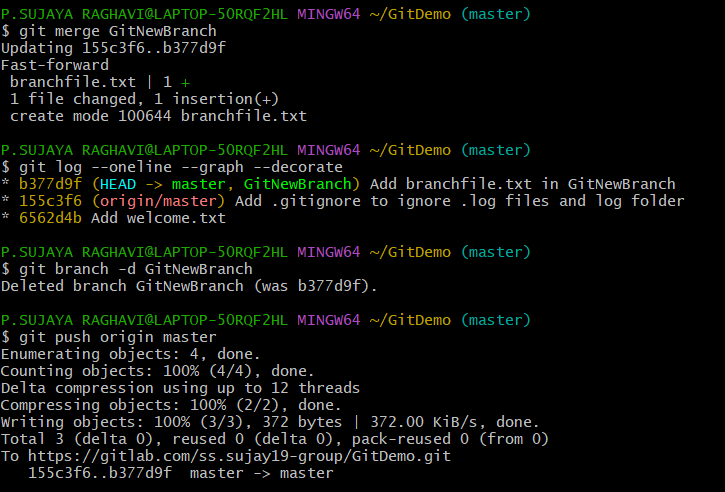 P.SUJAYA RAGHAVI@LAPTOP-5ORQF2HL MINGW64 ~/GitDemo (master)
$ git merge GitNewBranch
Updating 155c3f6..b377d9f
Fast-forward
 branchfile.txt | 1 +
 1 file changed, 1 insertion(+)
 create mode 100644 branchfile.txt

P.SUJAYA RAGHAVI@LAPTOP-5ORQF2HL MINGW64 ~/GitDemo (master)
$ git log --oneline --graph --decorate
* b377d9f (HEAD -> master, GitNewBranch) Add branchfile.txt in GitNewBranch
* 155c3f6 (origin/master) Add .gitignore to ignore .log files and log folder
* 6562d4b Add welcome.txt

P.SUJAYA RAGHAVI@LAPTOP-5ORQF2HL MINGW64 ~/GitDemo (master)
$ git branch -d GitNewBranch
Deleted branch GitNewBranch (was b377d9f).

P.SUJAYA RAGHAVI@LAPTOP-5ORQF2HL MINGW64 ~/GitDemo (master)
$ git push origin master
Enumerating objects: 4, done.
Counting objects: 100% (4/4), done.
Delta compression using up to 12 threads
Compressing objects: 100% (2/2), done.
Writing objects: 100% (3/3), 372 bytes | 372.00 KiB/s, done.
Total 3 (delta 0), reused 0 (delta 0), pack-reused 0 (from 0)
To https://gitlab.com/ss.sujay19-group/GitDemo.git
   155c3f6..b377d9f  master -> master